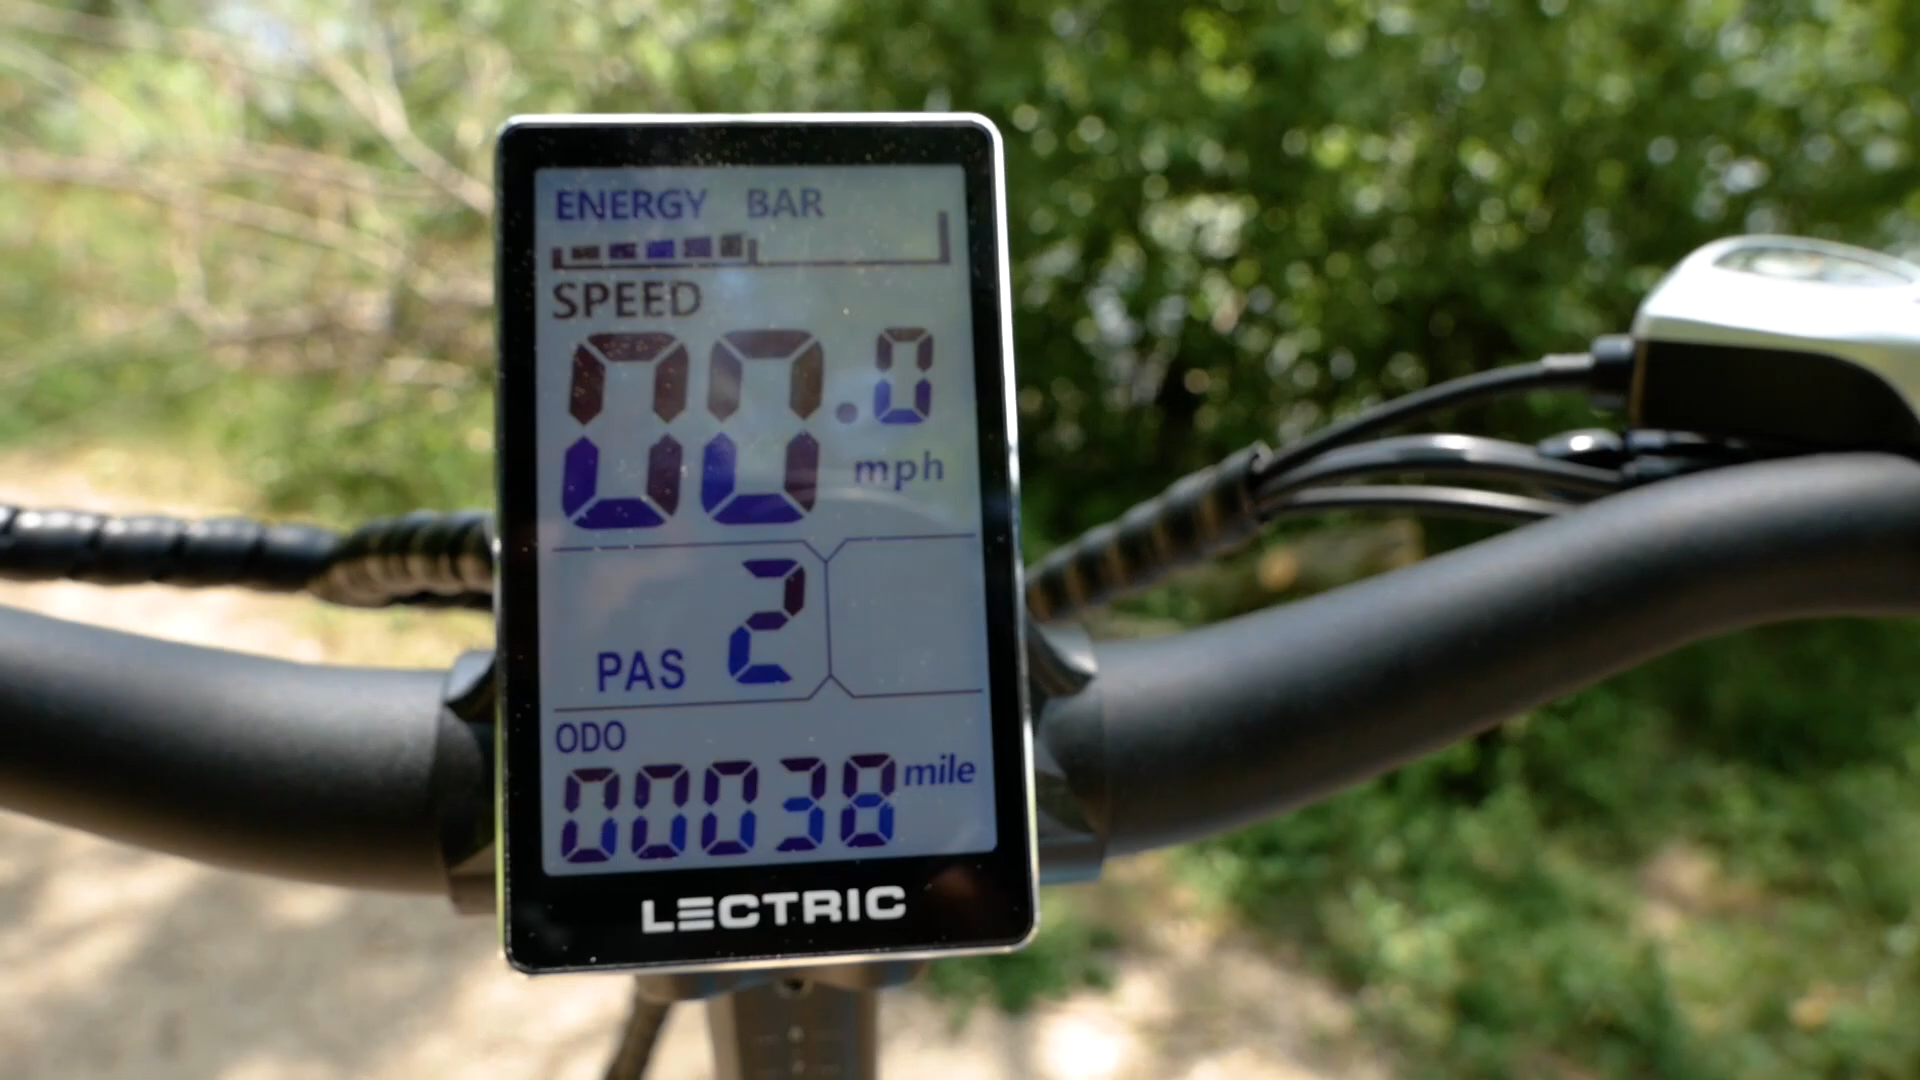 ENERGY BAR
SPEED
00.0
mph
PAS 2
ODO
00038 mile
LECTRIC